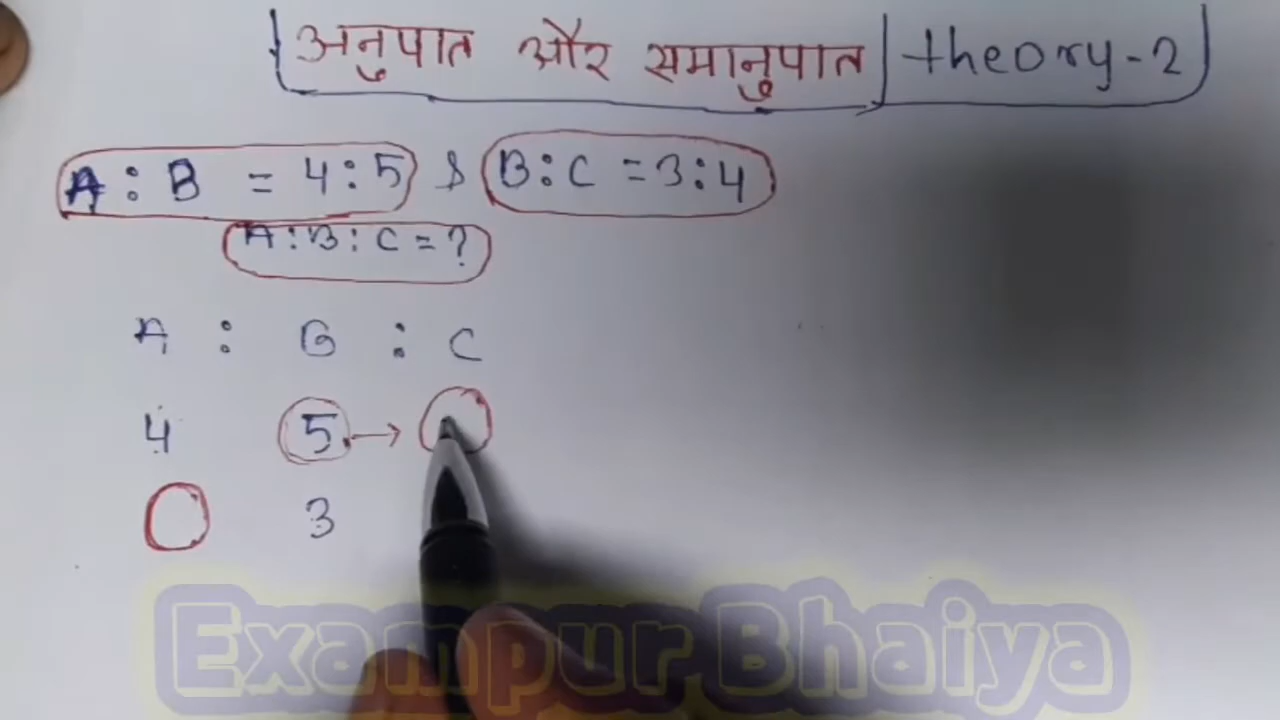 अनुपात और समानुपात theory-2
A : B = 4 : 5 & B : C = 3 : 4
A : B : C = ?
A : B : C
4 5 →
3
Exampur Bhaiya